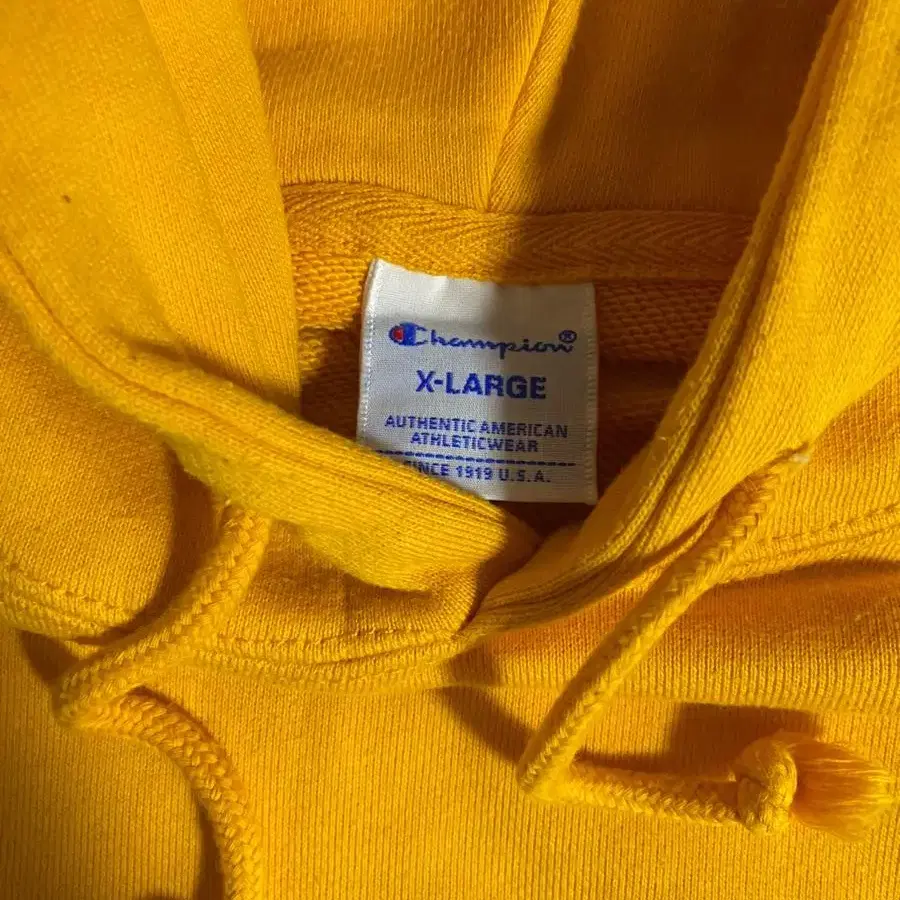 Champion®
X-LARGE
AUTHENTIC AMERICAN
ATHLETICWEAR
SINCE 1919 U.S.A.